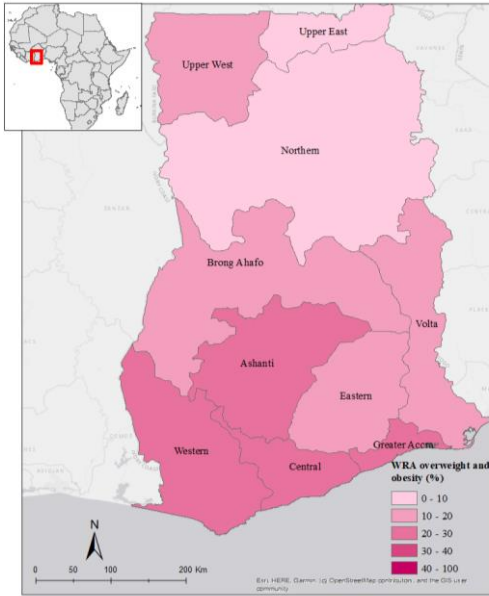 Upper East
Upper West
Northern
Brong Ahafo
Volta
Ashanti
Eastern
Western
Central
Greater Accra
WRA overweight and
obesity (%)
0 - 10
10 - 20
20 - 30
30 - 40
40 - 100
N
0 50 100 200 Km
Esri, HERE, Garmin, (c) OpenStreetMap contributors, and the GIS user
community